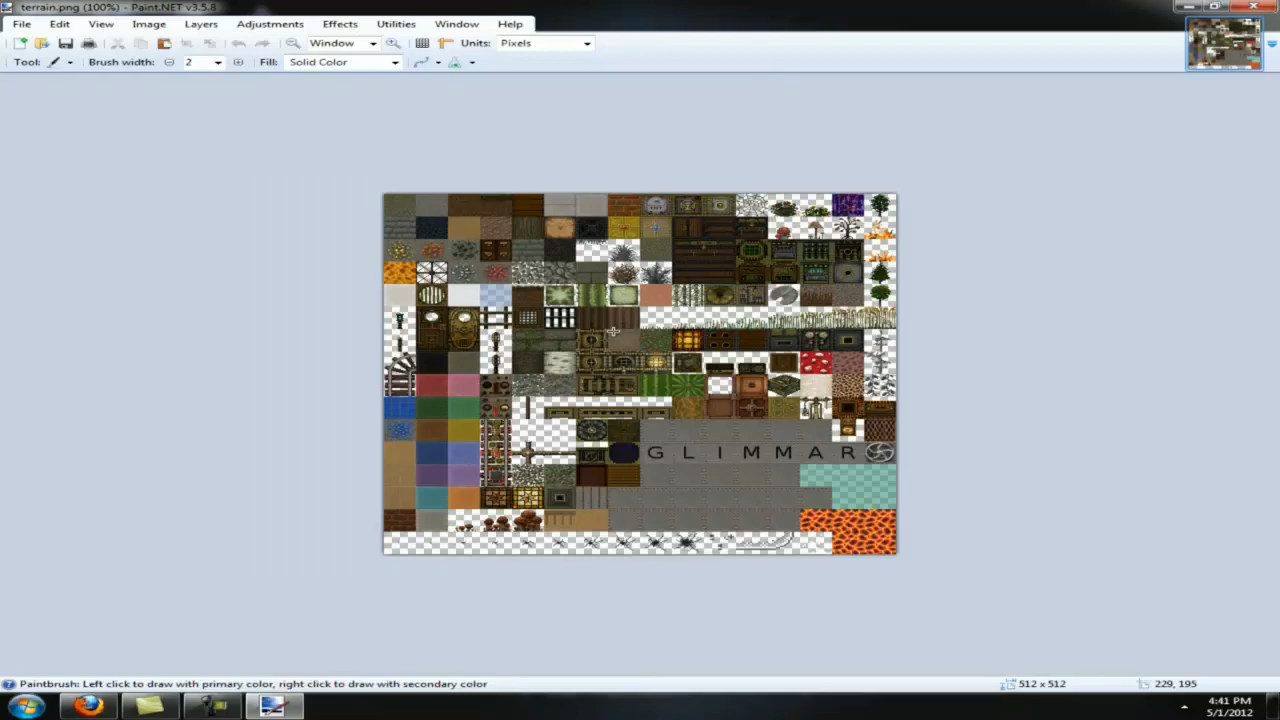 terrain.png (100%) - Paint.NET v3.5.8
File Edit View Image Layers Adjustments Effects Utilities Window Help
Window Units: Pixels
Tool: Brush width: 2 Fill: Solid Color
GLIMMAR
Paintbrush: Left click to draw with primary color, right click to draw with secondary color 512 x 512 229, 195
4:41 PM
5/1/2012